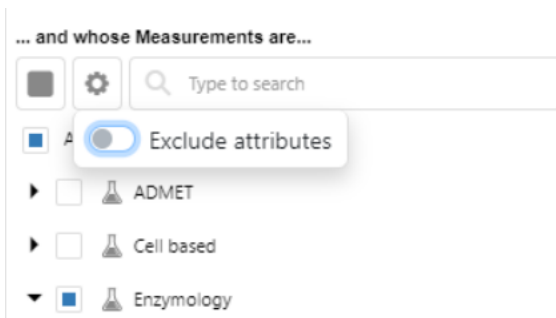 ... and whose Measurements are...
Type to search
Exclude attributes
ADMET
Cell based
Enzymology